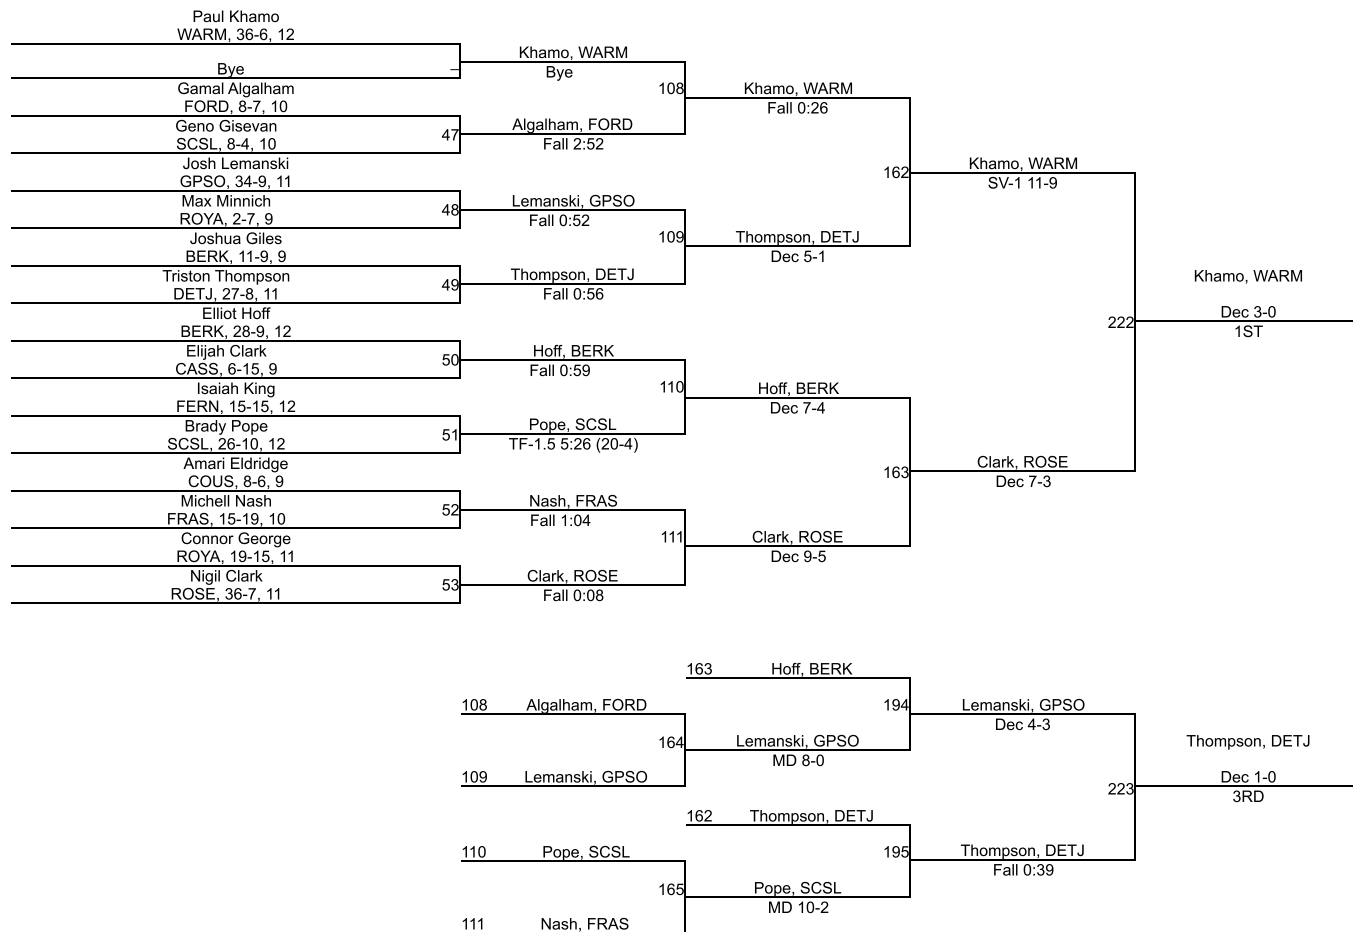 Paul Khamo
WARM, 36-6, 12
Bye
Gamal Algalham
FORD, 8-7, 10
Geno Gisevan
SCSL, 8-4, 10
Josh Lemanski
GPSO, 34-9, 11
Max Minnich
ROYA, 2-7, 9
Joshua Giles
BERK, 11-9, 9
Triston Thompson
DETJ, 27-8, 11
Elliot Hoff
BERK, 28-9, 12
Elijah Clark
CASS, 6-15, 9
Isaiah King
FERN, 15-15, 12
Brady Pope
SCSL, 26-10, 12
Amari Eldridge
COUS, 8-6, 9
Michell Nash
FRAS, 15-19, 10
Connor George
ROYA, 19-15, 11
Nigil Clark
ROSE, 36-7, 11
–
47
48
49
50
51
52
53
Khamo, WARM
Bye
Algalham, FORD
Fall 2:52
Lemanski, GPSO
Fall 0:52
Thompson, DETJ
Fall 0:56
Hoff, BERK
Fall 0:59
Pope, SCSL
TF-1.5 5:26 (20-4)
Nash, FRAS
Fall 1:04
Clark, ROSE
Fall 0:08
108
109
110
111
Khamo, WARM
Fall 0:26
Thompson, DETJ
Dec 5-1
Hoff, BERK
Dec 7-4
Clark, ROSE
Dec 9-5
162
163
Khamo, WARM
SV-1 11-9
Clark, ROSE
Dec 7-3
222
Khamo, WARM
Dec 3-0
1ST
163 Hoff, BERK
108 Algalham, FORD
194
Lemanski, GPSO
Dec 4-3
164
Lemanski, GPSO
MD 8-0
109 Lemanski, GPSO
Thompson, DETJ
223
Dec 1-0
3RD
162 Thompson, DETJ
110 Pope, SCSL
195
Thompson, DETJ
Fall 0:39
165
Pope, SCSL
MD 10-2
111 Nash, FRAS